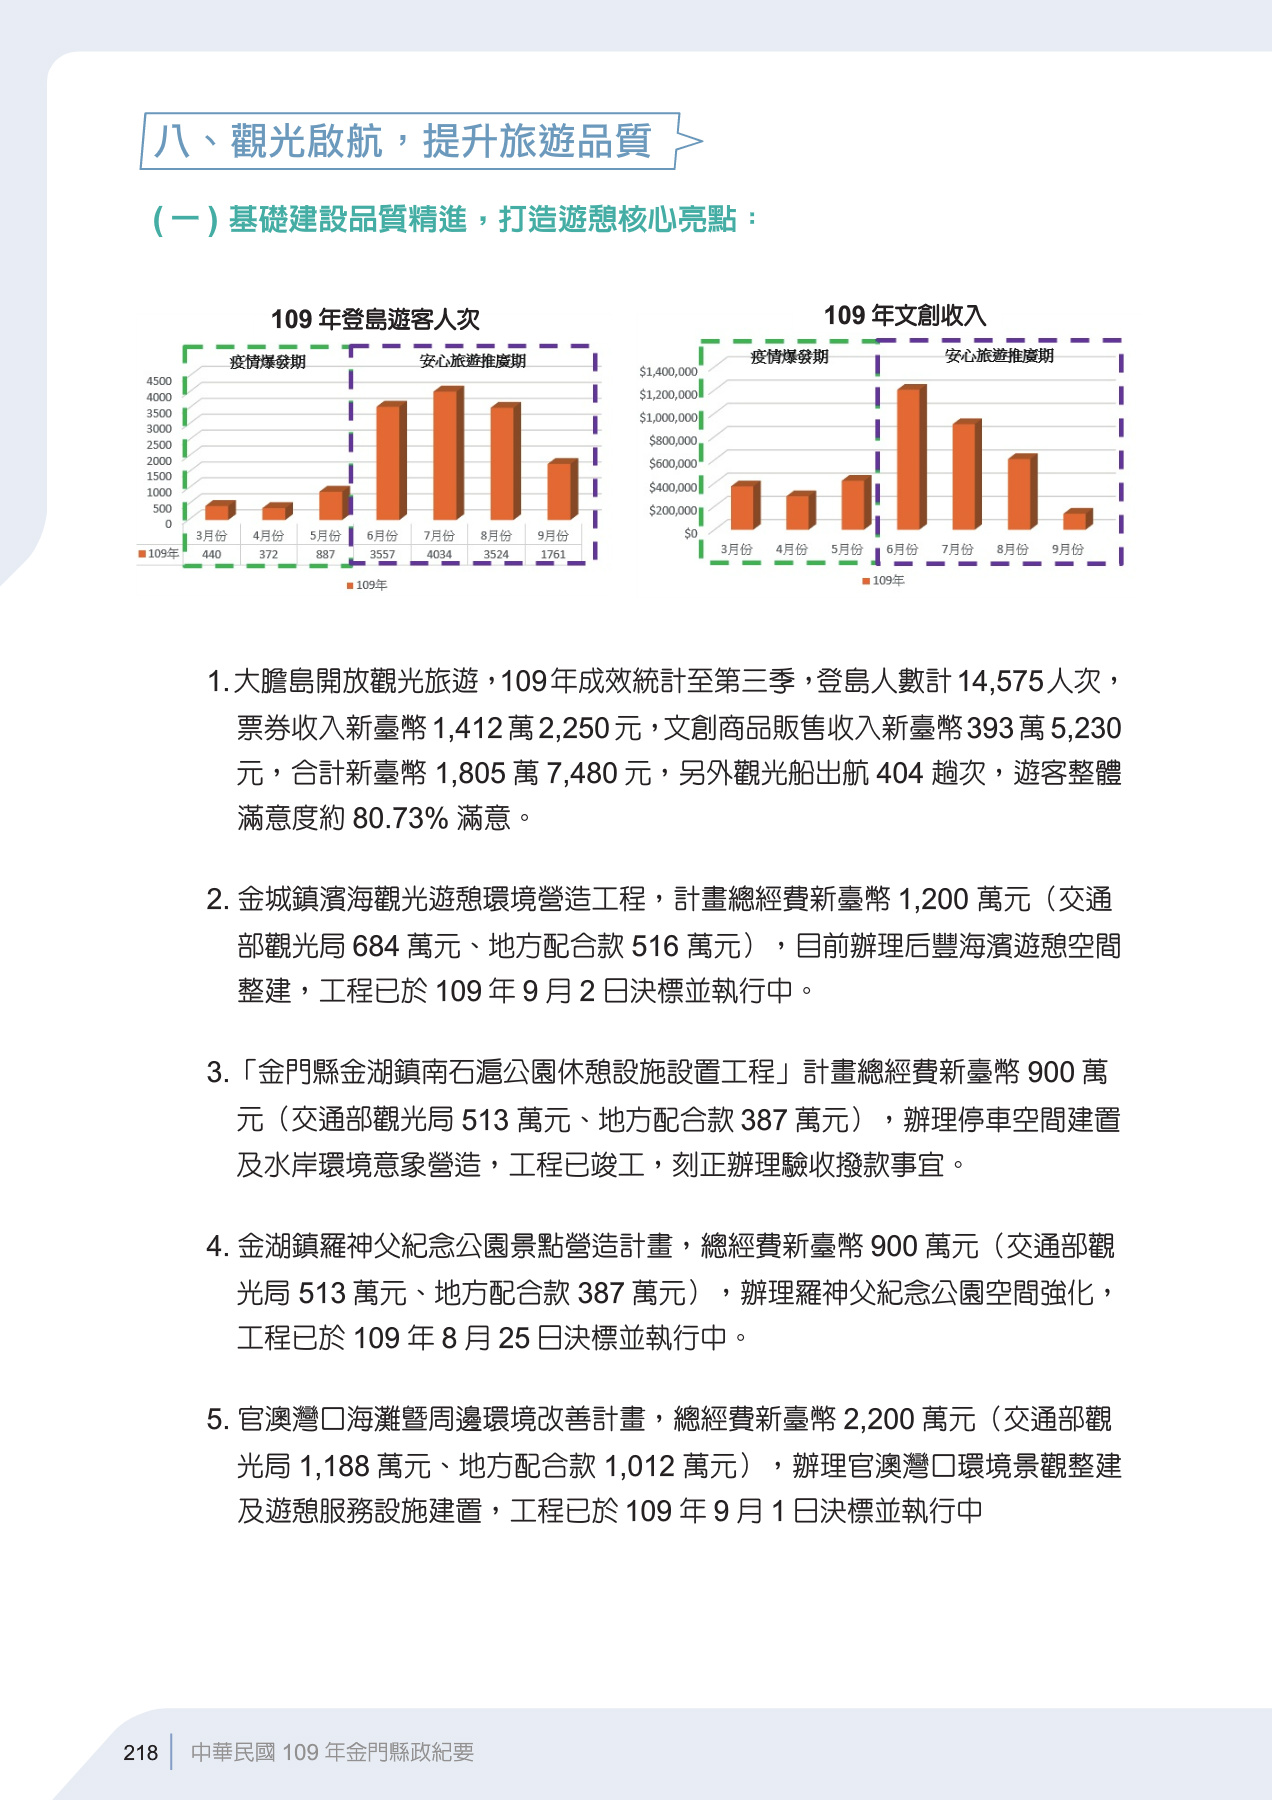 八、觀光啟航，提升旅遊品質
(一) 基礎建設品質精進，打造遊憩核心亮點：
109 年登島遊客人次
疫情爆發期
安心旅遊推廣期
4500
4000
3500
3000
2500
2000
1500
1000
500
0
3月份 4月份 5月份 6月份 7月份 8月份 9月份
■109年 440 372 887 3557 4034 3524 1761
■ 109年
109 年文創收入
疫情爆發期
安心旅遊推廣期
$1,400,000
$1,200,000
$1,000,000
$800,000
$600,000
$400,000
$200,000
$0
3月份 4月份 5月份 6月份 7月份 8月份 9月份
■ 109年
1. 大膽島開放觀光旅遊，109年成效統計至第三季，登島人數計14,575人次，
票券收入新臺幣1,412萬2,250元，文創商品販售收入新臺幣393萬5,230
元，合計新臺幣 1,805 萬 7,480 元，另外觀光船出航 404 趟次，遊客整體
滿意度約 80.73% 滿意。
2. 金城鎮濱海觀光遊憩環境營造工程，計畫總經費新臺幣 1,200 萬元（交通
部觀光局 684 萬元、地方配合款 516 萬元），目前辦理后豐海濱遊憩空間
整建，工程已於 109 年 9 月 2 日決標並執行中。
3.「金門縣金湖鎮南石滬公園休憩設施設置工程」計畫總經費新臺幣 900 萬
元（交通部觀光局 513 萬元、地方配合款 387 萬元），辦理停車空間建置
及水岸環境意象營造，工程已竣工，刻正辦理驗收撥款事宜。
4. 金湖鎮羅神父紀念公園景點營造計畫，總經費新臺幣 900 萬元（交通部觀
光局 513 萬元、地方配合款 387 萬元），辦理羅神父紀念公園空間強化，
工程已於 109 年 8 月 25 日決標並執行中。
5. 官澳灣口海灘暨周邊環境改善計畫，總經費新臺幣 2,200 萬元（交通部觀
光局 1,188 萬元、地方配合款 1,012 萬元），辦理官澳灣口環境景觀整建
及遊憩服務設施建置，工程已於 109 年 9 月 1 日決標並執行中
218 中華民國 109 年金門縣政紀要